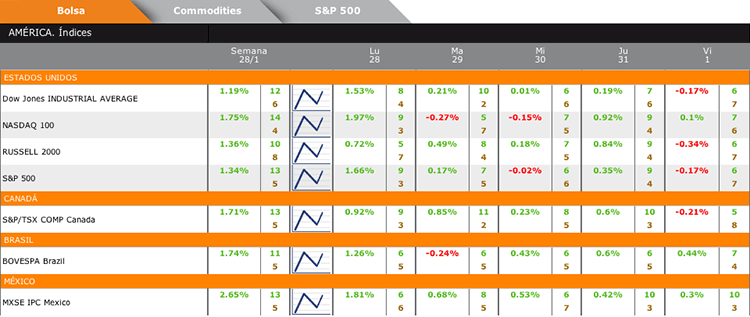 Bolsa Commodities S&P 500
AMÉRICA. Índices
Semana Lu Ma Mi Ju Vi
28/1 28 29 30 31 1
ESTADOS UNIDOS
1.19% 12 1.53% 8 0.21% 10 0.01% 6 0.19% 7 -0.17% 6
Dow Jones INDUSTRIAL AVERAGE
6 4 2 6 6 7
1.75% 14 1.97% 9 -0.27% 5 -0.15% 7 0.92% 9 0.1% 7
NASDAQ 100
4 3 7 5 4 6
1.36% 10 0.72% 5 0.49% 8 0.18% 7 0.84% 9 -0.34% 6
RUSSELL 2000
8 7 4 5 4 7
1.34% 13 1.66% 9 0.17% 7 -0.02% 6 0.35% 9 -0.17% 6
S&P 500
5 3 5 6 4 7
CANADÁ
1.71% 13 0.92% 9 0.85% 11 0.23% 8 0.6% 10 -0.21% 5
S&P/TSX COMP Canada
5 3 2 5 3 8
BRASIL
1.74% 11 1.26% 6 -0.24% 6 0.43% 6 0.6% 6 0.44% 7
BOVESPA Brazil
5 5 5 5 5 4
MÉXICO
2.65% 13 1.81% 6 0.68% 8 0.53% 6 0.42% 10 0.3% 10
MXSE IPC Mexico
5 6 5 7 3 3